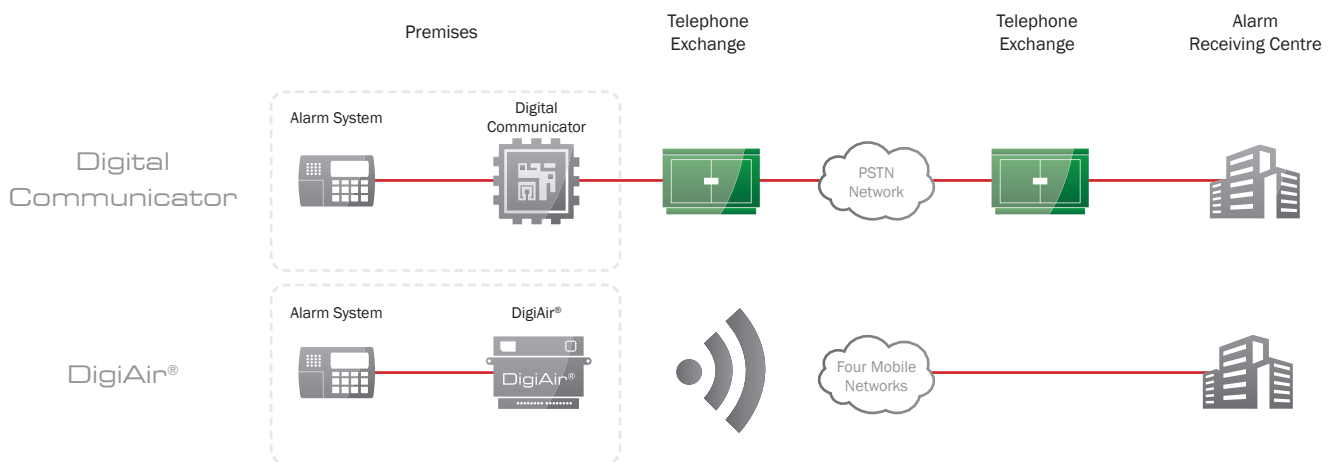 Premises
Telephone
Exchange
Telephone
Exchange
Alarm
Receiving Centre
Digital
Communicator
Alarm System
Digital
Communicator
PSTN
Network
DigiAir®
Alarm System
DigiAir®
DigiAir®
Four Mobile
Networks